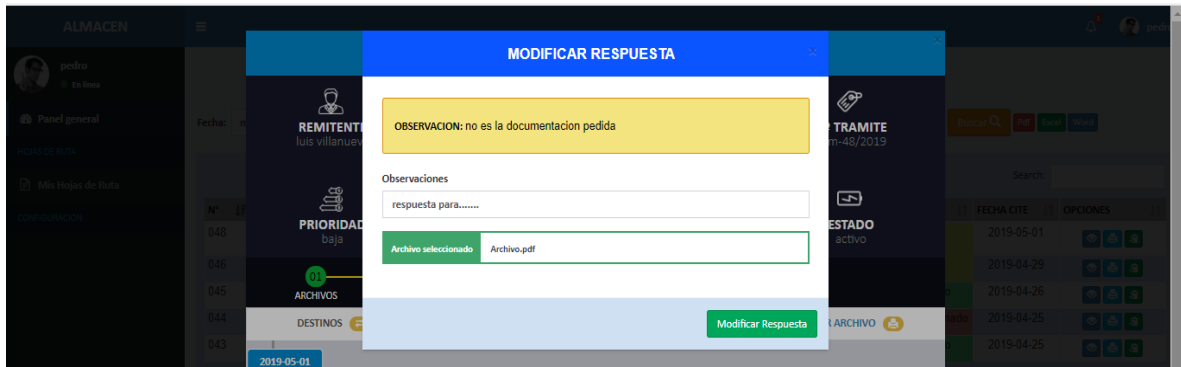 ALMACEN
pedro
pedro
En linea
MODIFICAR RESPUESTA
Panel general
Fecha:
REMITENTE
luis villanuev
OBSERVACION: no es la documentacion pedida
TRAMITE
m-48/2019
Buscar Pdf Excel Word
HOJAS DE RUTA
Mis Hojas de Ruta
Search:
Observaciones
respuesta para.......
CONFIGURACION
N°
PRIORIDAD
baja
ESTADO
activo
FECHA CITE OPCIONES
048 2019-05-01
Archivo seleccionado Archivo.pdf
046 2019-04-29
01
045 2019-04-26
ARCHIVOS
044 2019-04-25
DESTINOS
Modificar Respuesta
ARCHIVO
043 2019-04-25
2019-05-01